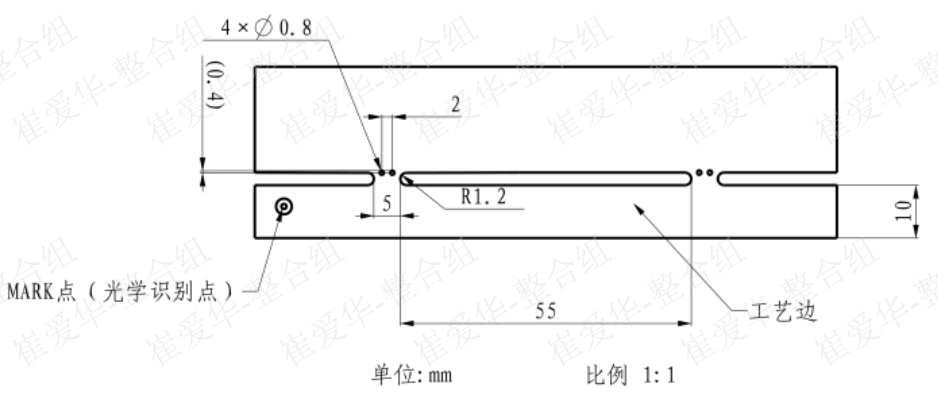 4×∅0.8
(0.4)
2
5
R1.2
10
MARK点(光学识别点)
55
工艺边
单位:mm
比例 1:1
崔爱华-整合组